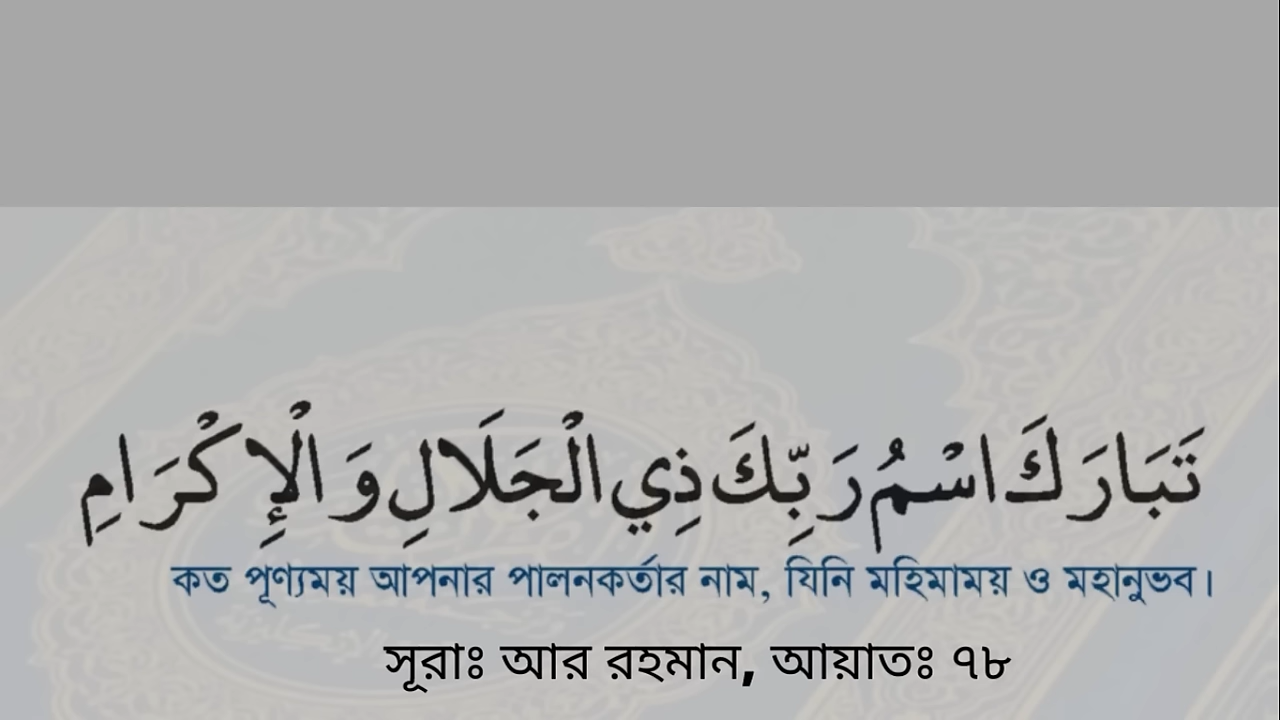 تَبَارَكَ اسْمُ رَبِّكَ ذِي الْجَلَالِ وَالْإِكْرَامِ
কত পূণ্যময় আপনার পালনকর্তার নাম, যিনি মহিমাময় ও মহানুভব।
সূরাঃ আর রহমান, আয়াতঃ ৭৮